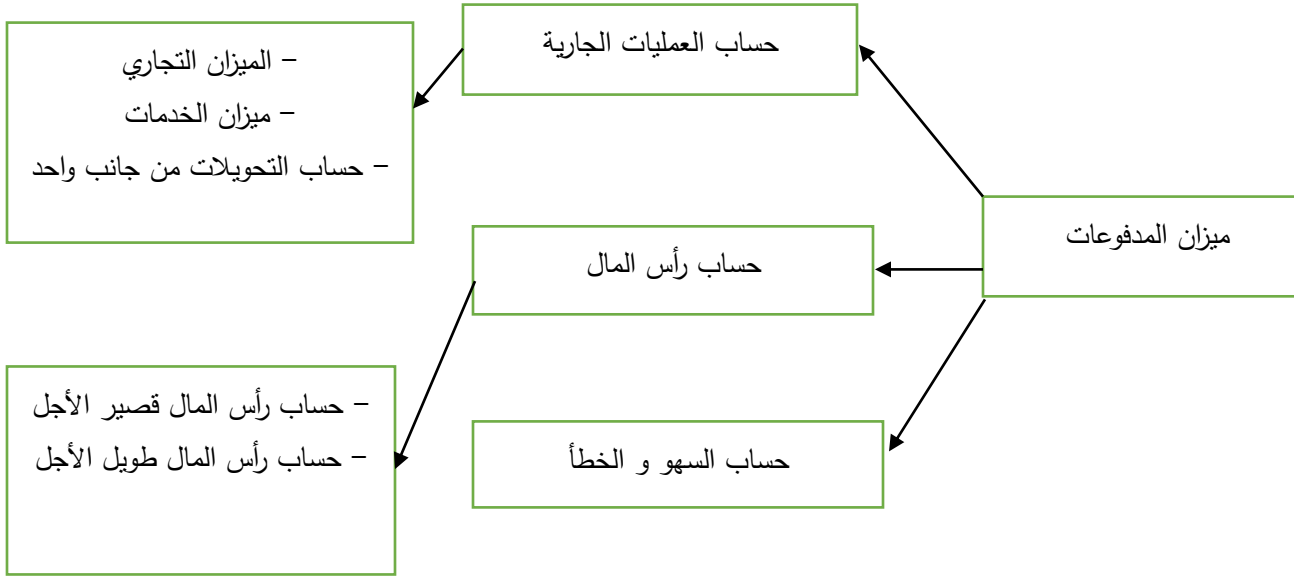 ميزان المدفوعات
حساب العمليات الجارية
- الميزان التجاري
- ميزان الخدمات
- حساب التحويلات من جانب واحد
حساب رأس المال
- حساب رأس المال قصير الأجل
- حساب رأس المال طويل الأجل
حساب السهو و الخطأ